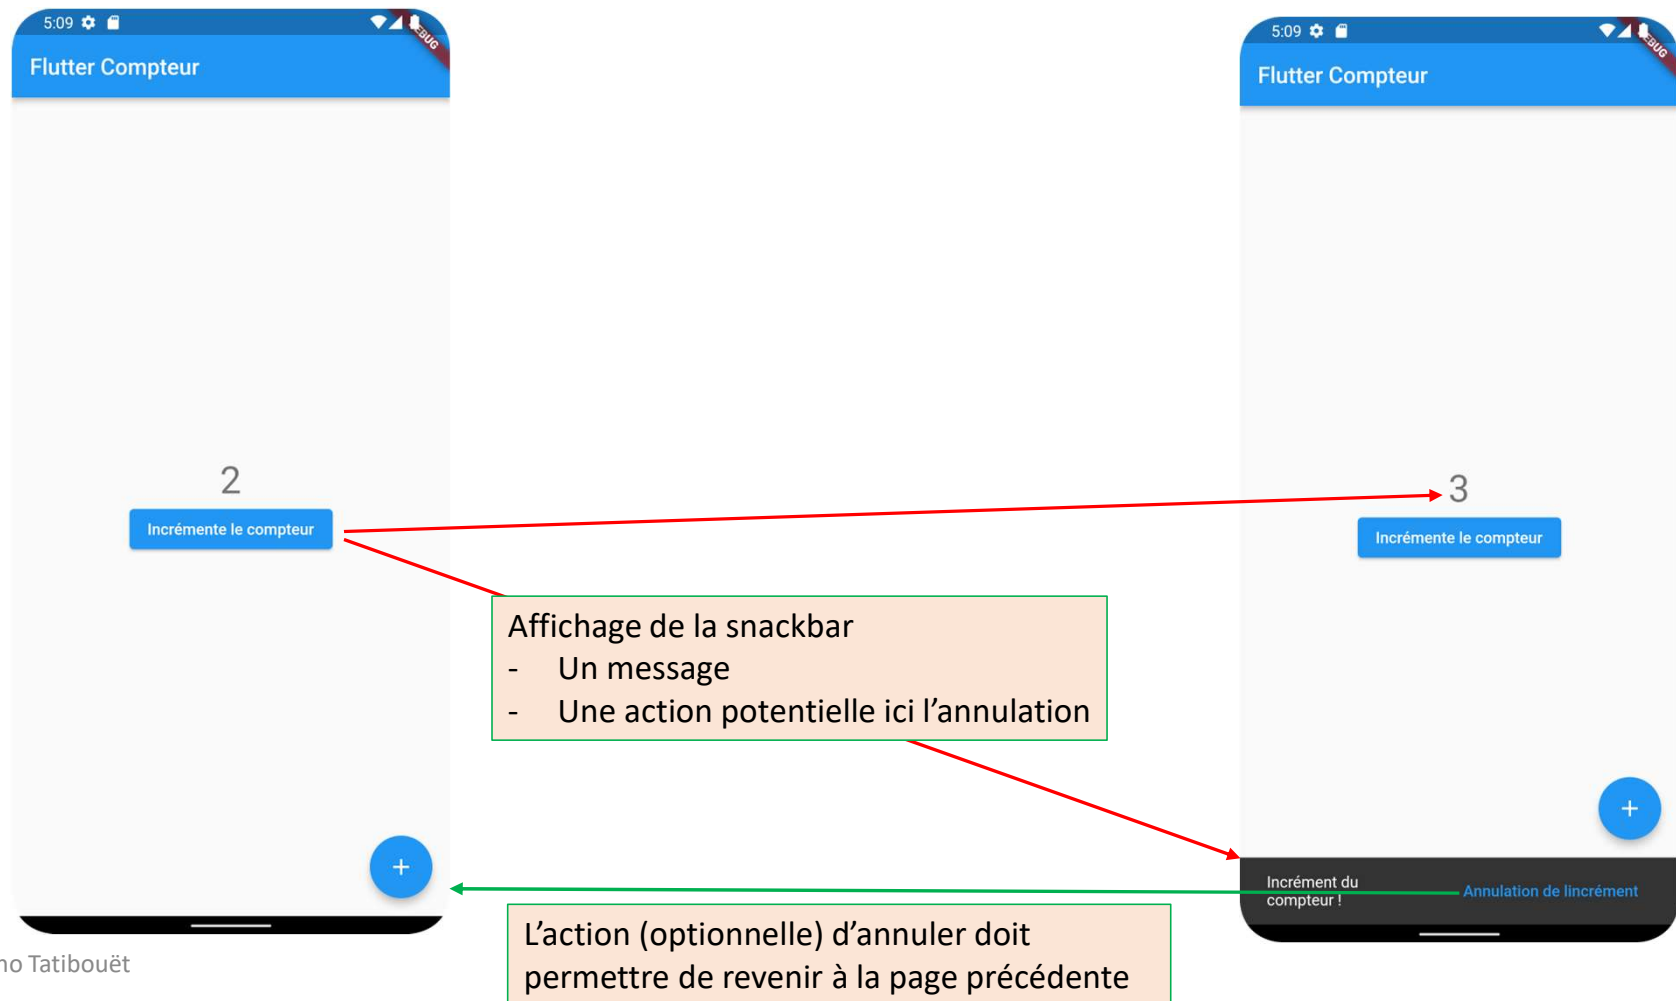 5:09
DEBUG
Flutter Compteur
2
Incrémente le compteur
+
5:09
Flutter Compteur
3
Incrémente le compteur
+
Incrément du
compteur !
Annulation de lincrément
Affichage de la snackbar
- Un message
- Une action potentielle ici l’annulation
L’action (optionnelle) d’annuler doit
permettre de revenir à la page précédente
Tatibouët